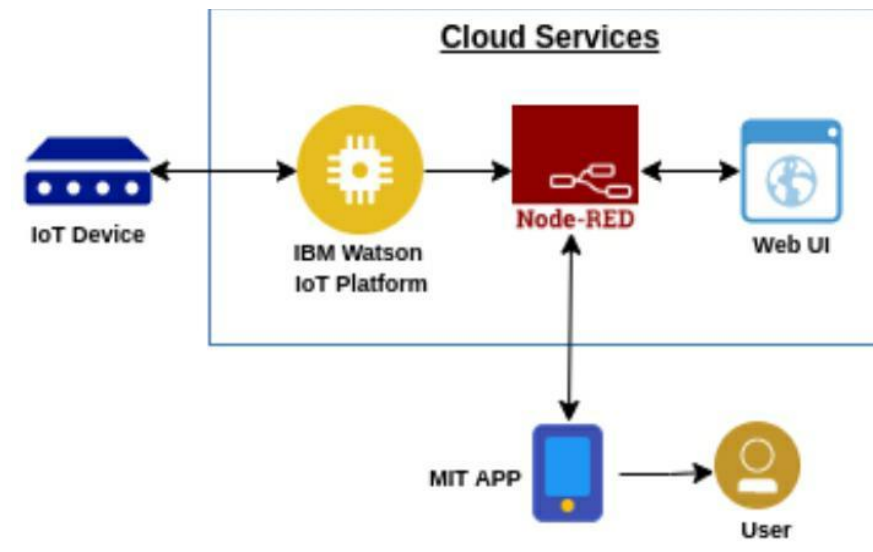 Cloud Services
IoT Device
IBM Watson
IoT Platform
Node-RED
Web UI
MIT APP
User